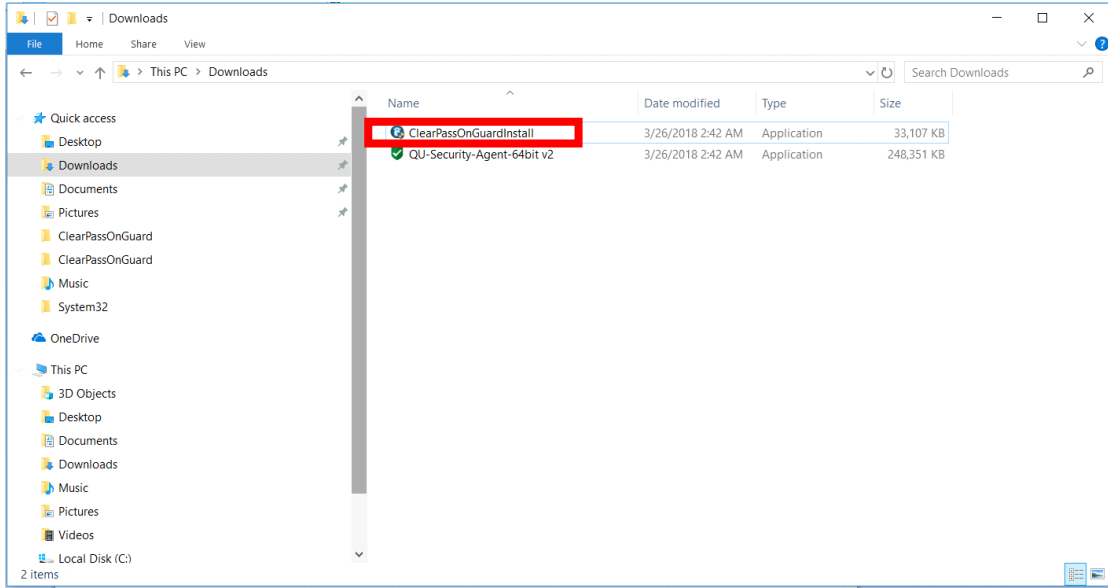 Downloads
File Home Share View
This PC > Downloads
Search Downloads
Name Date modified Type Size
Quick access
Desktop
Downloads
Documents
Pictures
ClearPassOnGuard
ClearPassOnGuard
Music
System32
OneDrive
This PC
3D Objects
Desktop
Documents
Downloads
Music
Pictures
Videos
Local Disk (C:)
ClearPassOnGuardInstall 3/26/2018 2:42 AM Application 33,107 KB
QU-Security-Agent-64bit v2 3/26/2018 2:42 AM Application 248,351 KB
2 items